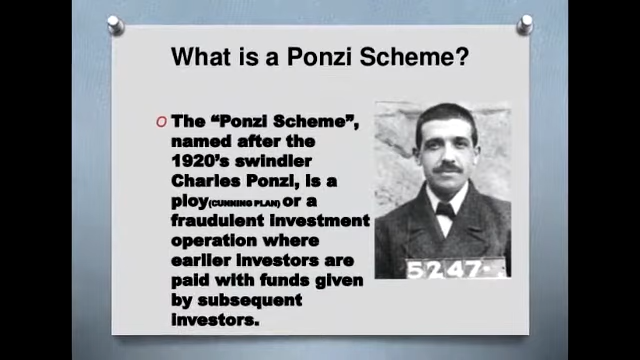 What is a Ponzi Scheme?
O The “Ponzi Scheme”,
named after the
1920’s swindler
Charles Ponzi, is a
ploy(CUNNING PLAN) or a
fraudulent investment
operation where
earlier investors are
paid with funds given
by subsequent
investors.
5247-